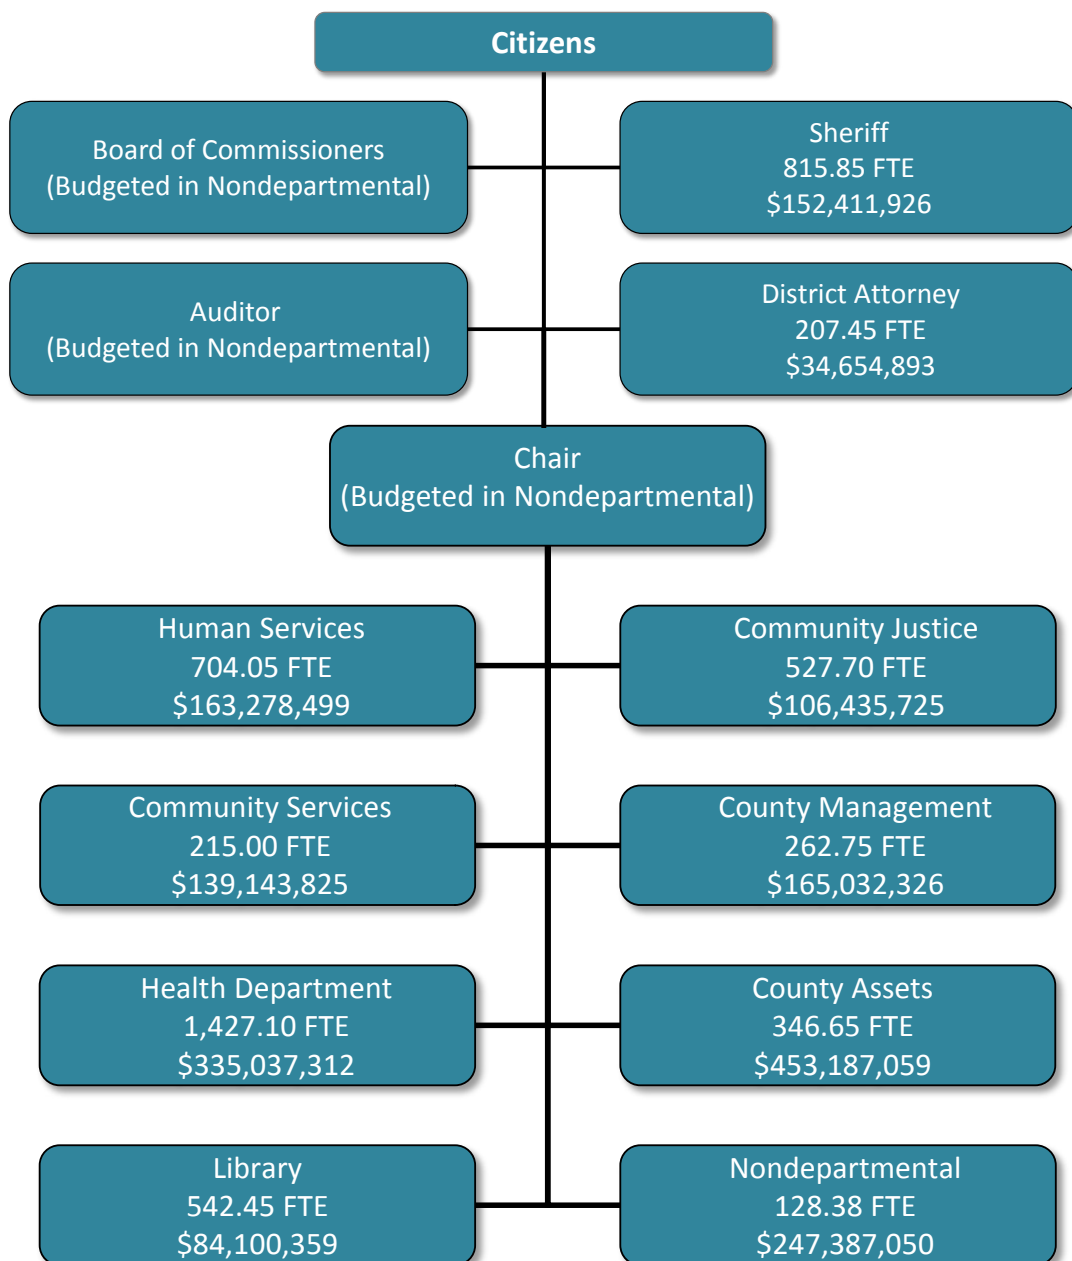 Citizens
Board of Commissioners
(Budgeted in Nondepartmental)
Sheriff
815.85 FTE
$152,411,926
Auditor
(Budgeted in Nondepartmental)
District Attorney
207.45 FTE
$34,654,893
Chair
(Budgeted in Nondepartmental)
Human Services
704.05 FTE
$163,278,499
Community Justice
527.70 FTE
$106,435,725
Community Services
215.00 FTE
$139,143,825
County Management
262.75 FTE
$165,032,326
Health Department
1,427.10 FTE
$335,037,312
County Assets
346.65 FTE
$453,187,059
Library
542.45 FTE
$84,100,359
Nondepartmental
128.38 FTE
$247,387,050